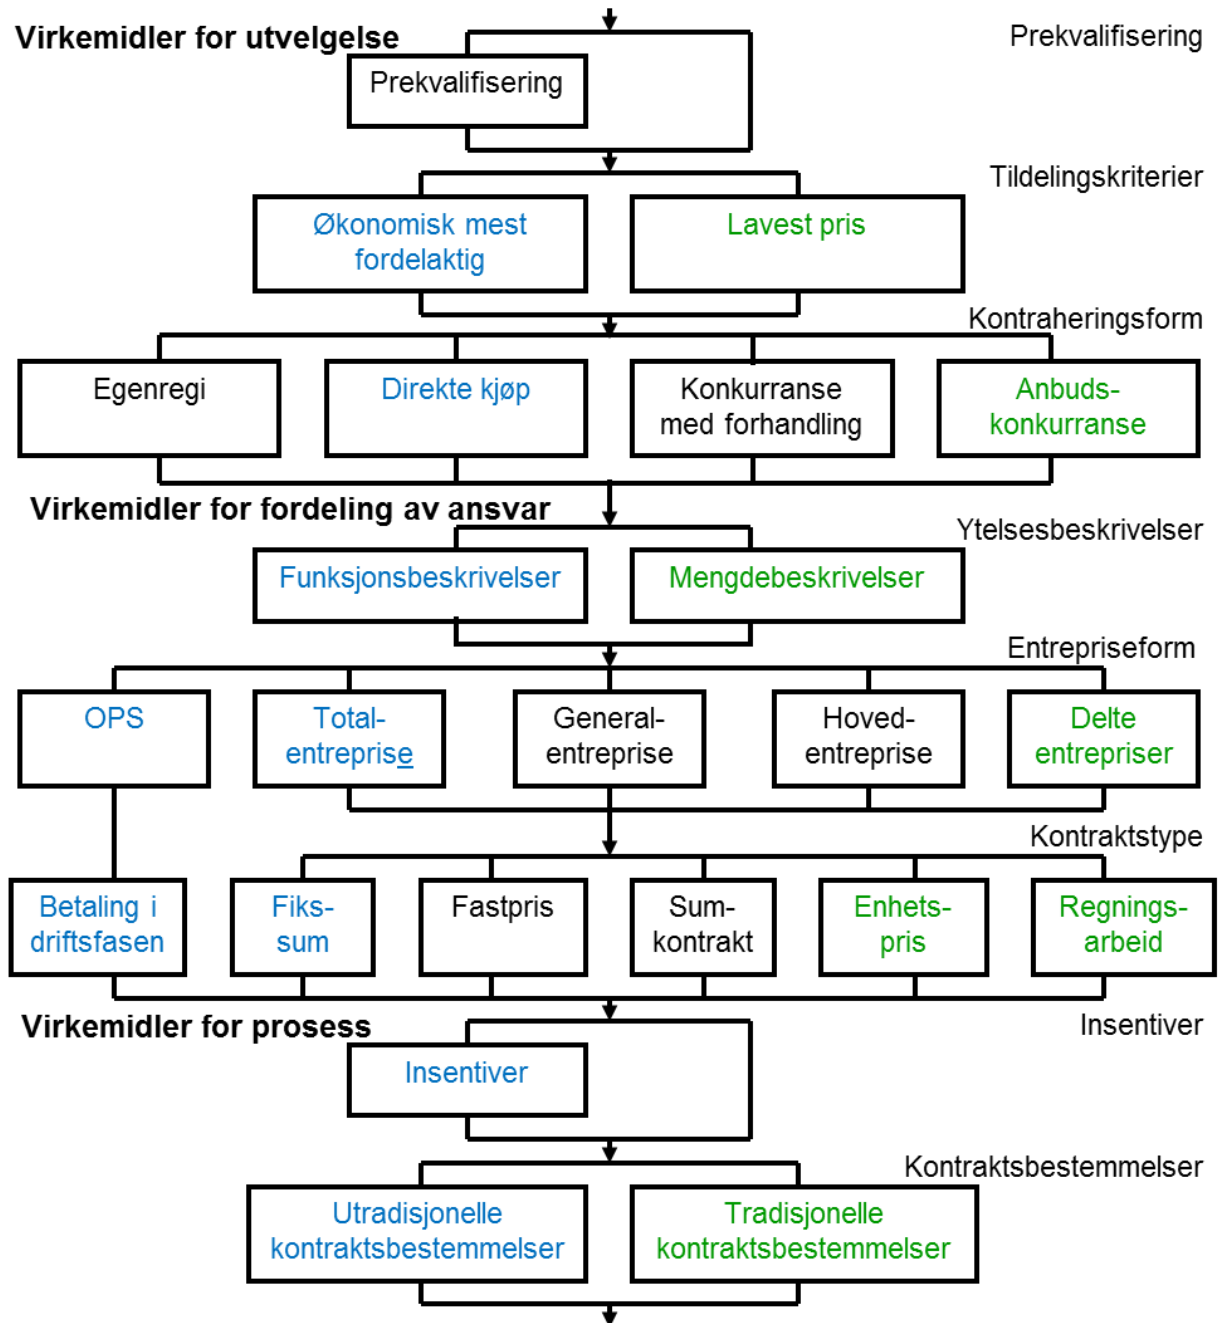 Virkemidler for utvelgelse
Prekvalifisering
Prekvalifisering
Tildelingskriterier
Økonomisk mest
fordelaktig
Lavest pris
Kontraheringsform
Egenregi
Direkte kjøp
Konkurranse
med forhandling
Anbuds-
konkurranse
Virkemidler for fordeling av ansvar
Ytelsesbeskrivelser
Funksjonsbeskrivelser
Mengdebeskrivelser
Entrepriseform
OPS
Total-
entreprise
General-
entreprise
Hoved-
entreprise
Delte
entrepriser
Kontraktstype
Betaling i
driftsfasen
Fiks-
sum
Fastpris
Sum-
kontrakt
Enhets-
pris
Regnings-
arbeid
Virkemidler for prosess
Insentiver
Insentiver
Kontraktsbestemmelser
Utradisjonelle
kontraktsbestemmelser
Tradisjonelle
kontraktsbestemmelser